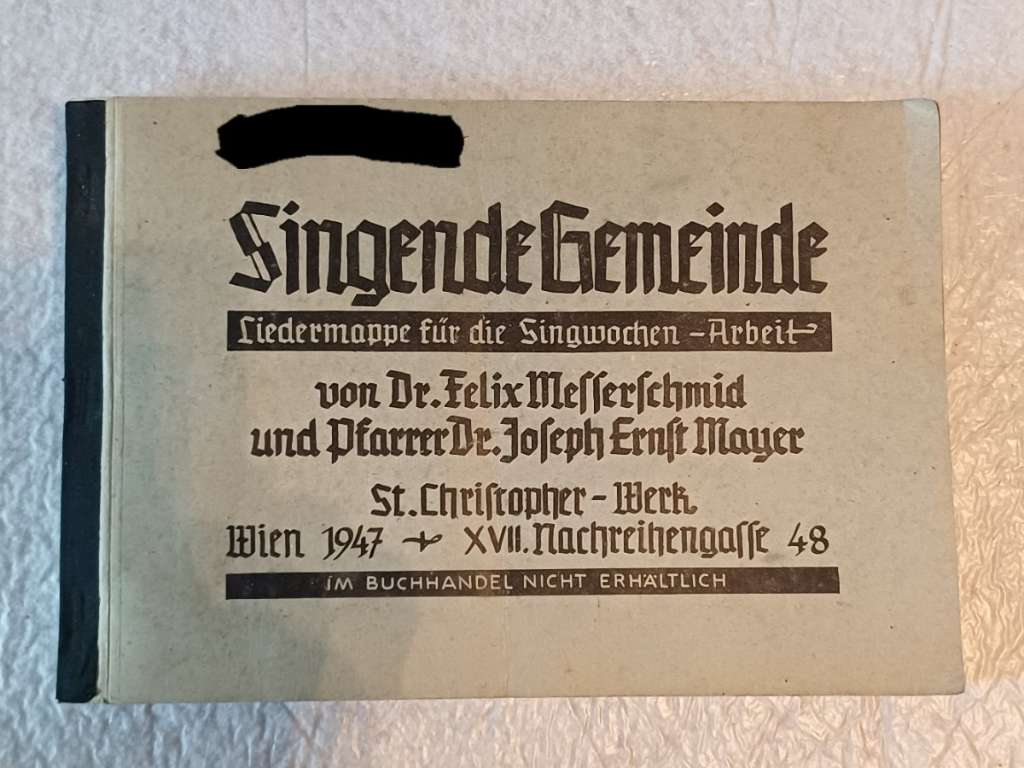 Singende Gemeinde
Liedermappe für die Singwochen-Arbeit
von Dr. Felix Messerschmid
und Pfarrer Dr. Joseph Ernst Mayer
St. Christopher-Werk
Wien 1947 + XVII. Nachreihengasse 48
IM BUCHHANDEL NICHT ERHÄLTLICH